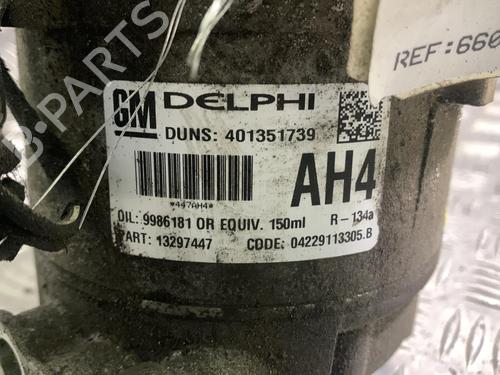 REF:660
GM DELPHI
DUNS: 401351739
*447AH4*
AH4
OIL: 9986181 OR EQUIV. 150ml R-134a
PART: 13297447 CODE: 04229113305.B
B-PARTS